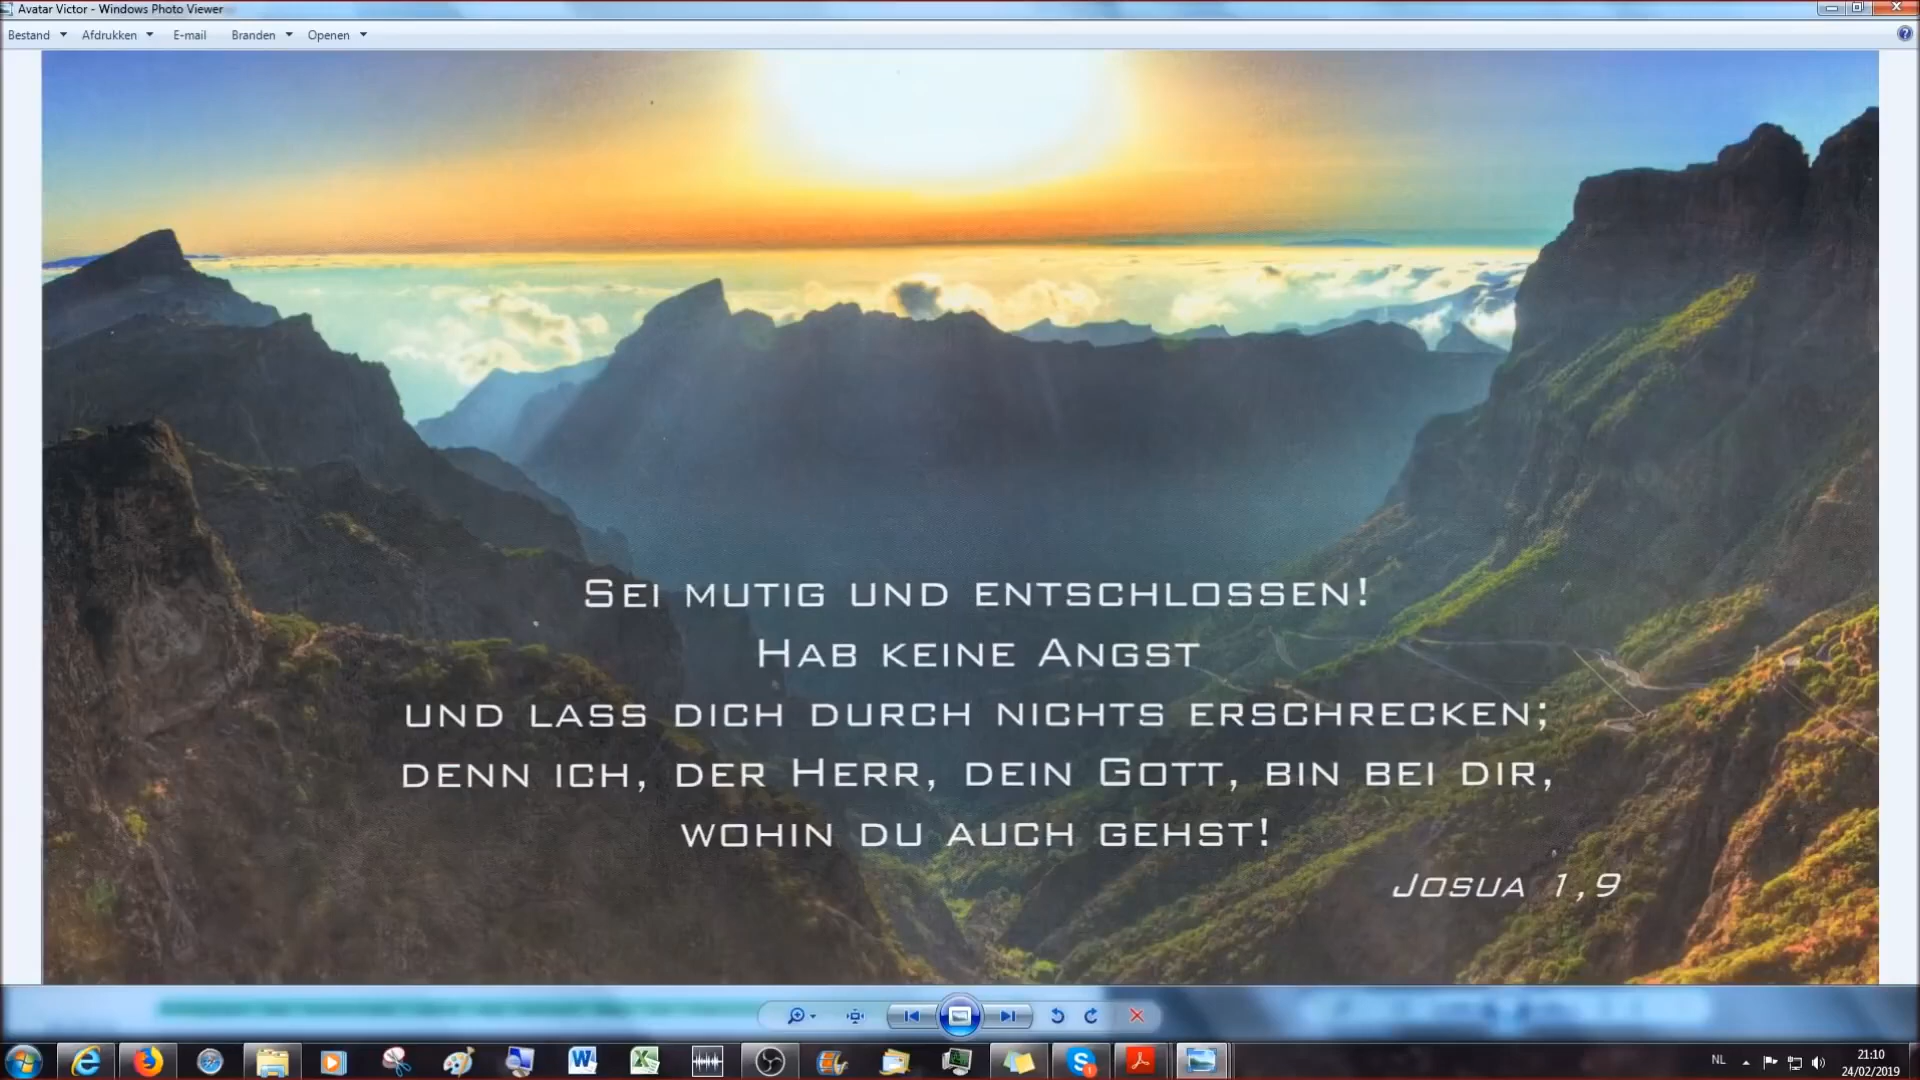 Avatar Victor - Windows Photo Viewer
Bestand Afdrukken E-mail Branden Openen
Sei mutig und entschlossen!
Hab keine Angst
und lass dich durch nichts erschrecken;
denn ich, der Herr, dein Gott, bin bei dir,
wohin du auch gehst!
Josua 1,9
NL
21:10
24/02/2019